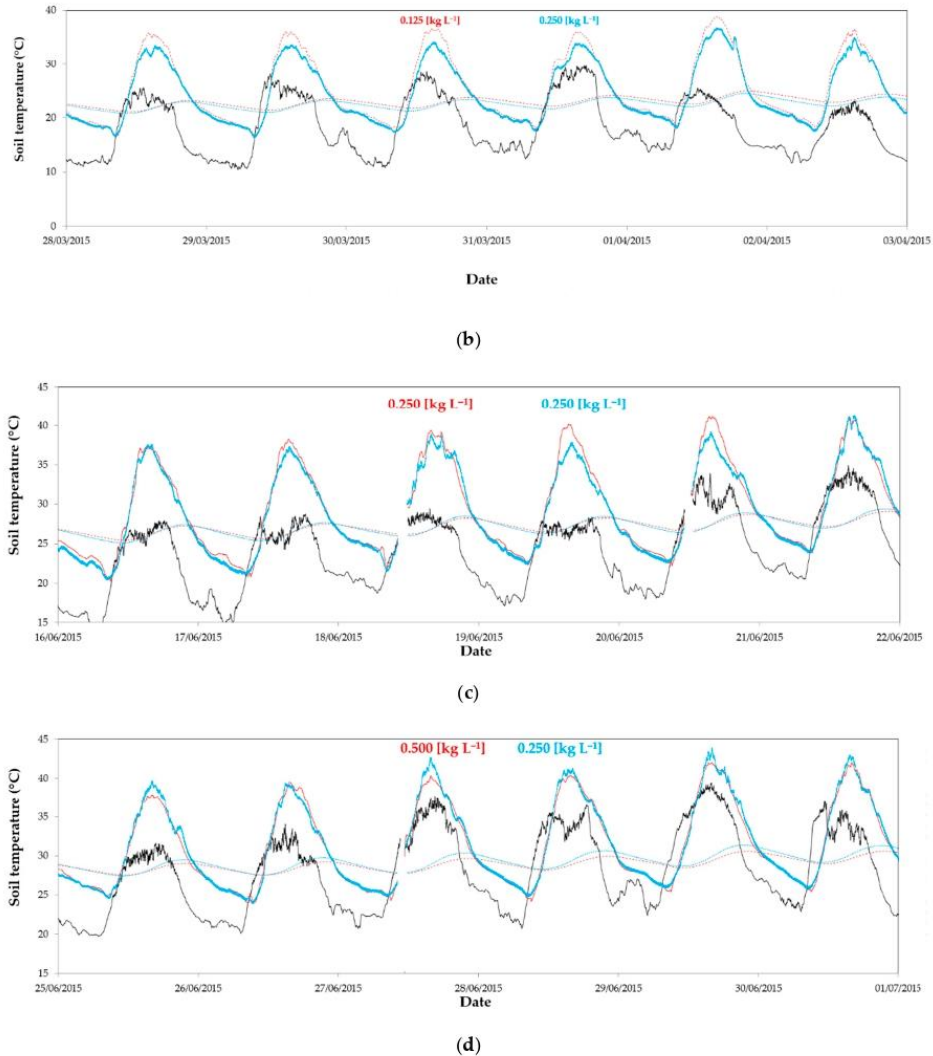 0.125 [kg L⁻¹] 0.250 [kg L⁻¹]
Soil temperature (°C)
40
30
20
10
0
28/03/2015 29/03/2015 30/03/2015 31/03/2015 01/04/2015 02/04/2015 03/04/2015
Date
(b)
0.250 [kg L⁻¹] 0.250 [kg L⁻¹]
Soil temperature (°C)
45
40
35
30
25
20
15
16/06/2015 17/06/2015 18/06/2015 19/06/2015 20/06/2015 21/06/2015 22/06/2015
Date
(c)
0.500 [kg L⁻¹] 0.250 [kg L⁻¹]
Soil temperature (°C)
45
40
35
30
25
20
15
25/06/2015 26/06/2015 27/06/2015 28/06/2015 29/06/2015 30/06/2015 01/07/2015
Date
(d)